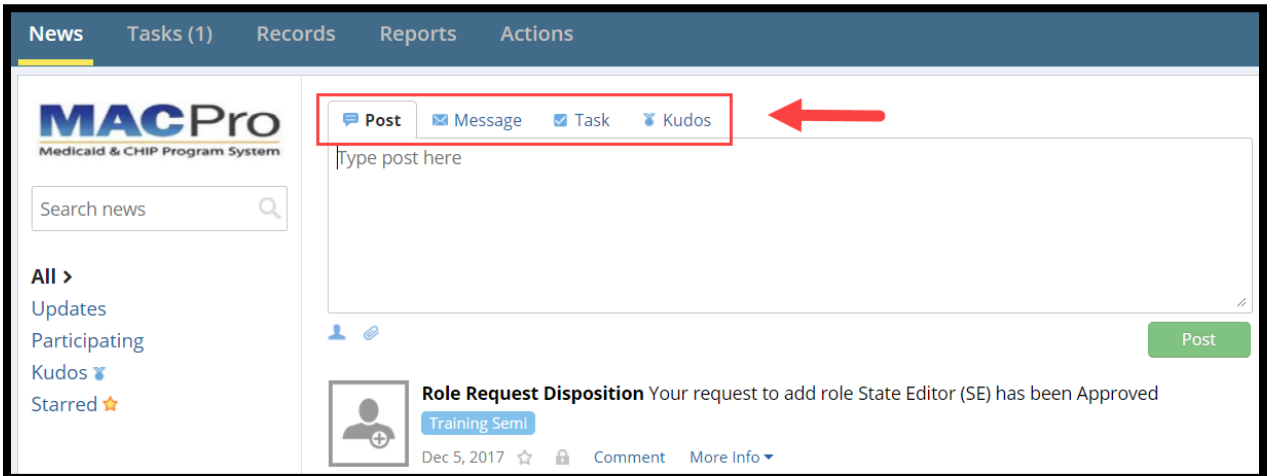 News Tasks (1) Records Reports Actions
MACPro
Medicaid & CHIP Program System
Search news
All >
Updates
Participating
Kudos
Starred
Post Message Task Kudos
Type post here
Post
Role Request Disposition Your request to add role State Editor (SE) has been Approved
Training Semi
Dec 5, 2017 Comment More Info